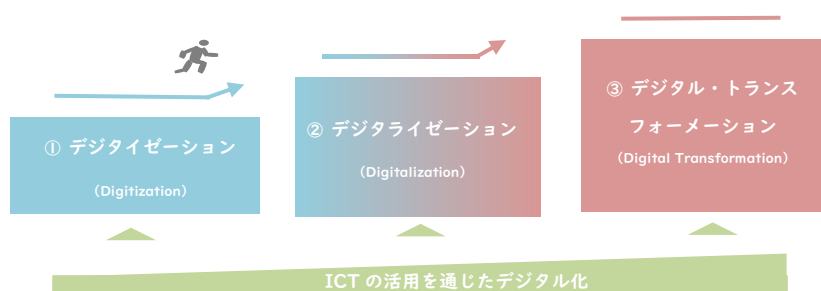 ① デジタイゼーション
（Digitization）
② デジタライゼーション
（Digitalization）
③ デジタル・トランス
フォーメーション
（Digital Transformation）
ICT の活用を通じたデジタル化